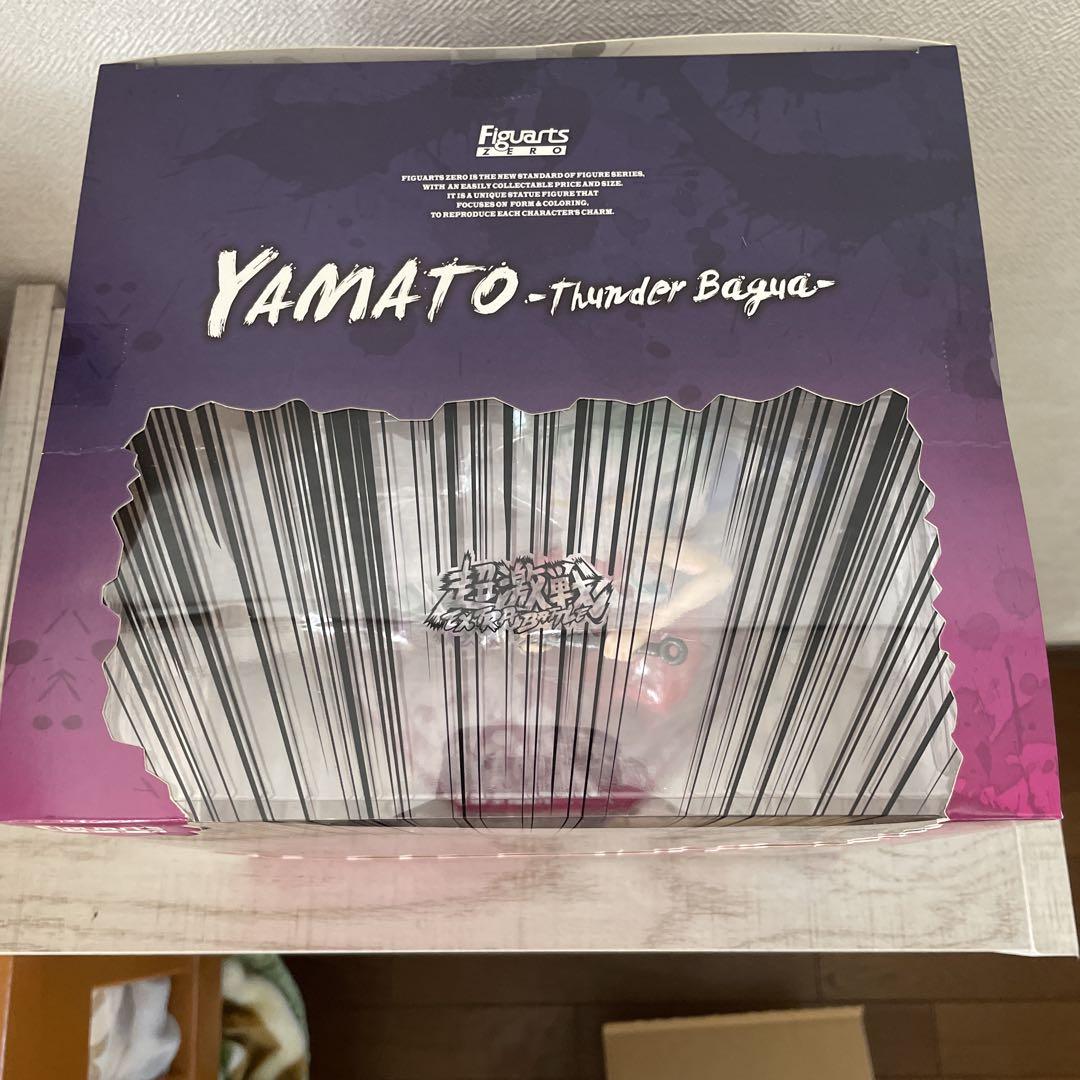 Figuarts
ZERO
FIGUARTS ZERO IS THE NEW STANDARD OF FIGURE SERIES,
WITH AN EASILY COLLECTABLE PRICE AND SIZE.
IT IS A UNIQUE STATUE FIGURE THAT
FOCUSES ON FORM & COLORING,
TO REPRODUCE EACH CHARACTER'S CHARM.
YAMATO -Thunder Bagua-
超激戦
EXTRA BATTLE